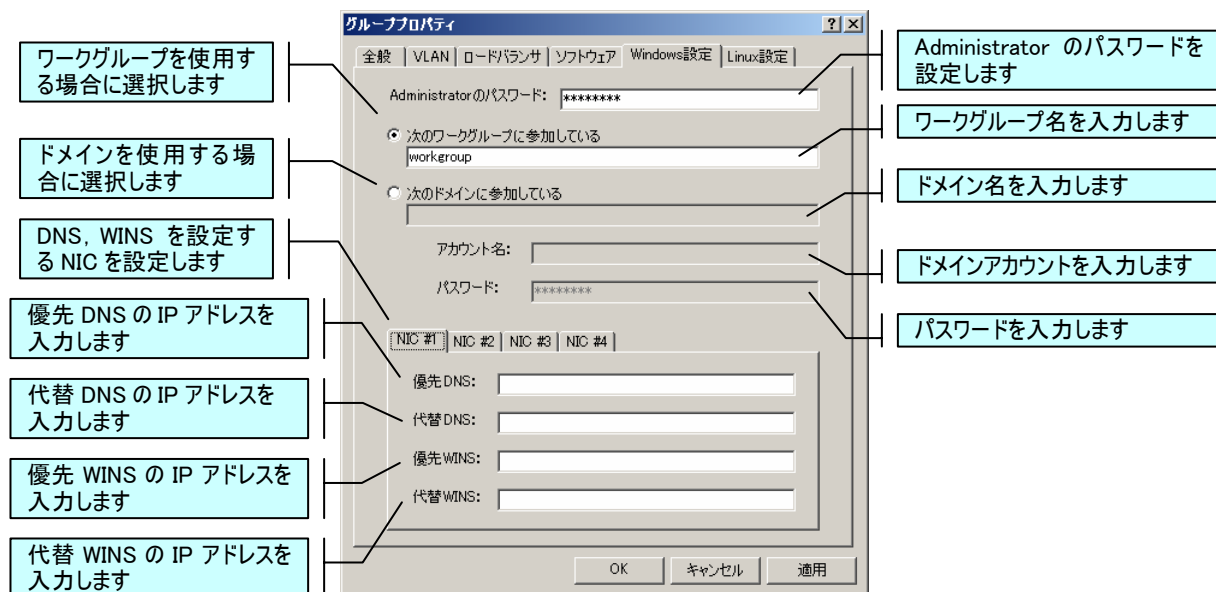 ワークグループを使用す
る場合に選択します
ドメインを使用する場
合に選択します
DNS, WINS を設定す
る NIC を設定します
優先 DNS の IP アドレスを
入力します
代替 DNS の IP アドレスを
入力します
優先 WINS の IP アドレスを
入力します
代替 WINS の IP アドレスを
入力します
グループプロパティ
全般 VLAN ロードバランサ ソフトウェア Windows設定 Linux設定
Administratorのパスワード: ********
次のワークグループに参加している
workgroup
次のドメインに参加している
アカウント名:
パスワード: ********
NIC #1 NIC #2 NIC #3 NIC #4
優先DNS:
代替DNS:
優先WINS:
代替WINS:
OK キャンセル 適用
Administrator のパスワードを
設定します
ワークグループ名を入力します
ドメイン名を入力します
ドメインアカウントを入力します
パスワードを入力します